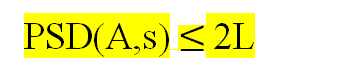 PSD(A,s) ≤ 2L